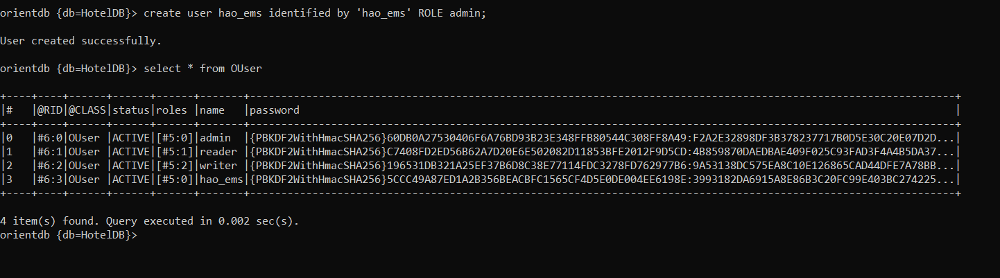 orientdb {db=HotelDB}> create user hao_ems identified by 'hao_ems' ROLE admin;
User created successfully.
orientdb {db=HotelDB}> select * from OUser
+----+----+------+------+------+-------+-----------------------------------------------------------------------------------------------------------------+
|# |@RID|@CLASS|status|roles |name |password |
+----+----+------+------+------+-------+-----------------------------------------------------------------------------------------------------------------+
|0 |#6:0|OUser |ACTIVE|[#5:0]|admin |{PBKDF2WithHmacSHA256}60DB0A27530406F6A76BD93B23E348FFB80544C308FF8A49:F2A2E32898DF3B378237717B0D5E30C20E07D2D...|
|1 |#6:1|OUser |ACTIVE|[#5:1]|reader |{PBKDF2WithHmacSHA256}C7408FD2ED56B62A7D20E6E502082D11853BFE2012F9D5CD:4B859870DAEDBAE409F025C93FAD3F4A4B5DA37...|
|2 |#6:2|OUser |ACTIVE|[#5:2]|writer |{PBKDF2WithHmacSHA256}196531DB321A25EF37B6D8C38E77114FDC3278FD762977B6:9A53138DC575EA8C10E126865CAD44DFE7A78BB...|
|3 |#6:3|OUser |ACTIVE|[#5:0]|hao_ems|{PBKDF2WithHmacSHA256}5CCC49A87ED1A2B356BEACBFC1565CF4D5E0DE004EE6198E:3993182DA6915A8E86B3C20FC99E403BC274225...|
+----+----+------+------+------+-------+-----------------------------------------------------------------------------------------------------------------+
4 item(s) found. Query executed in 0.002 sec(s).
orientdb {db=HotelDB}>